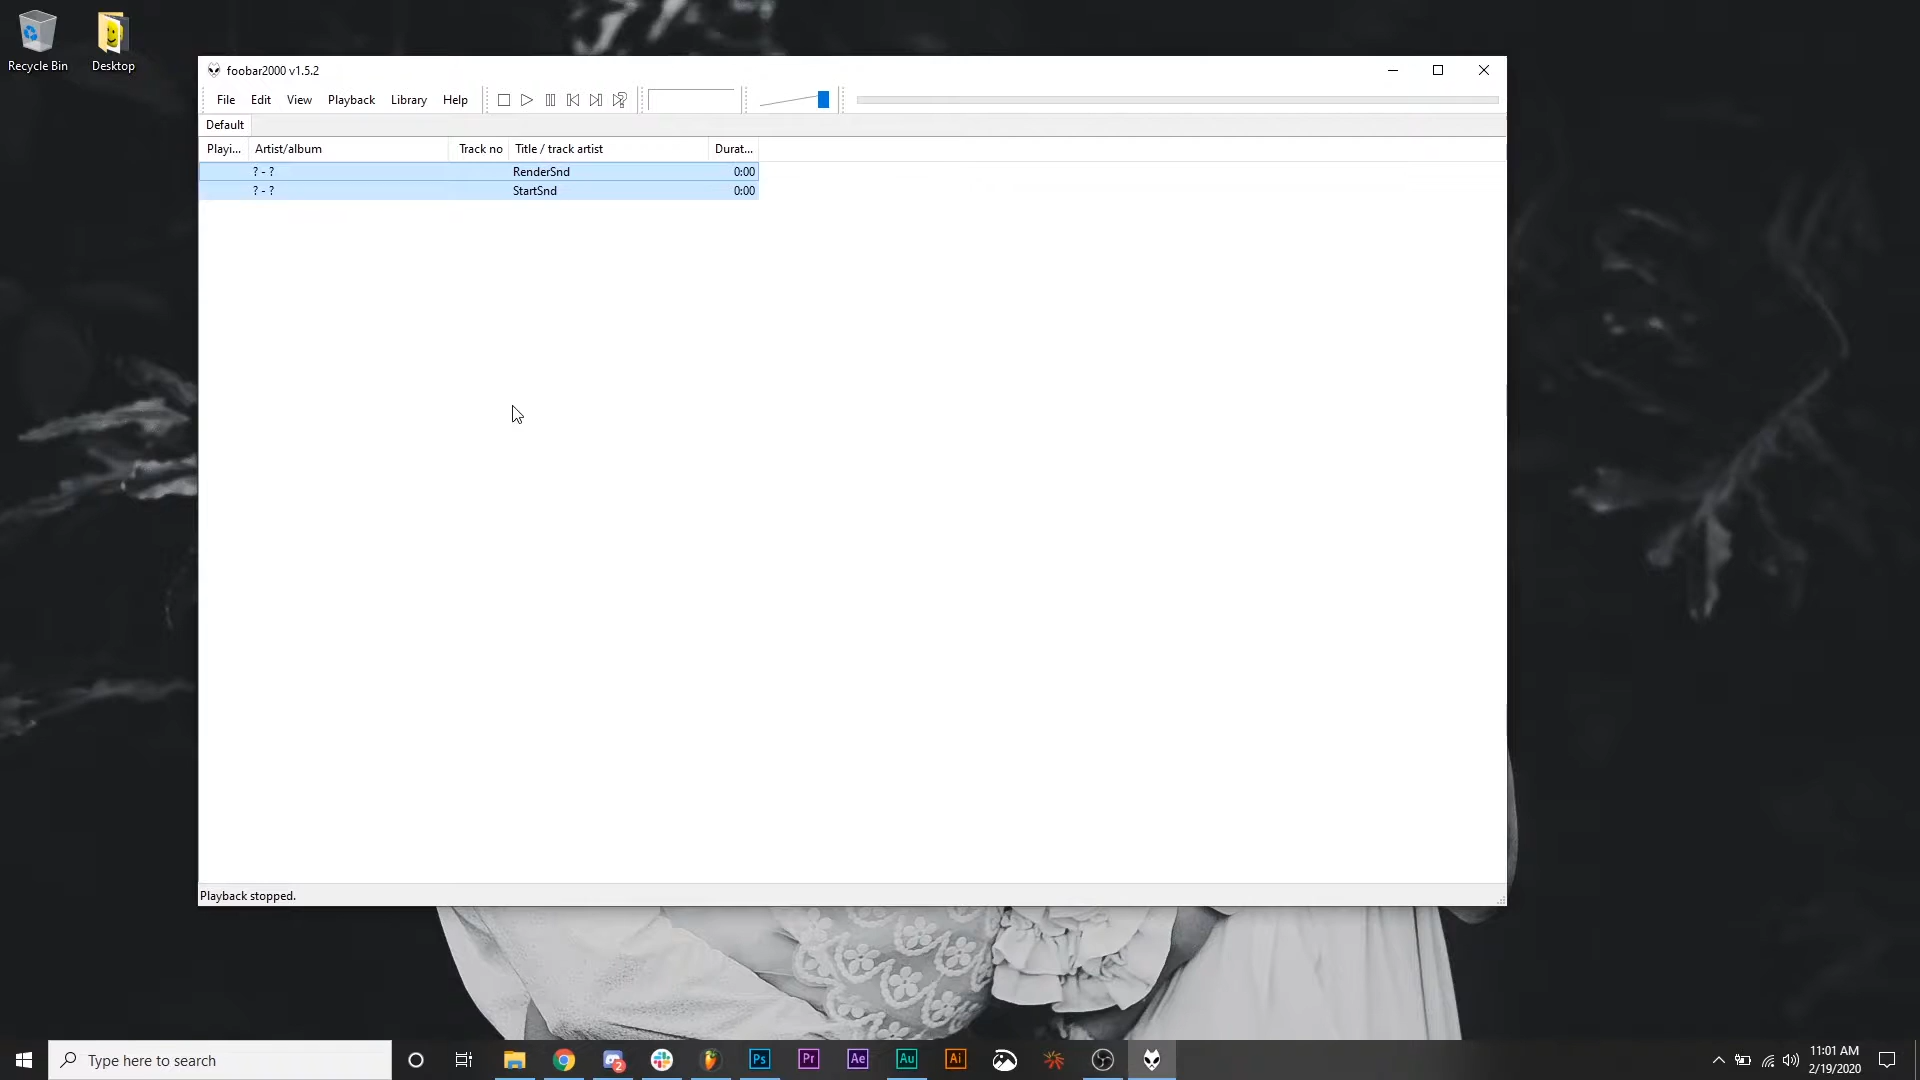 Recycle Bin
Desktop
foobar2000 v1.5.2
File Edit View Playback Library Help
Default
Playi... Artist/album Track no Title / track artist Durat...
? - ? RenderSnd 0:00
? - ? StartSnd 0:00
Playback stopped.
Type here to search
2
Ps
Pr
Ae
Au
Ai
11:01 AM
2/19/2020